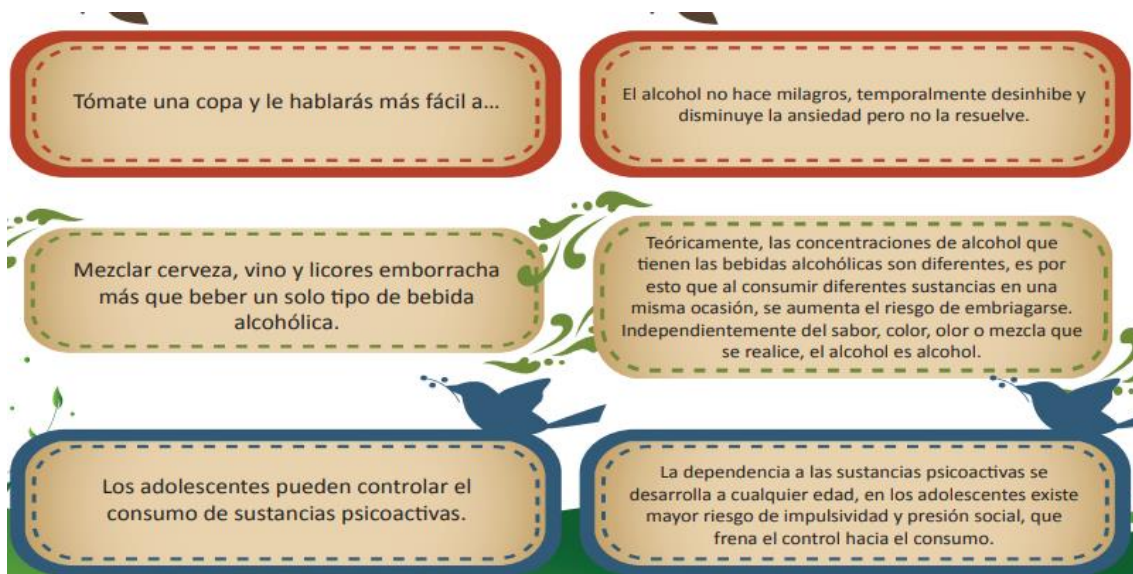 Tómate una copa y le hablarás más fácil a...
El alcohol no hace milagros, temporalmente desinhibe y
disminuye la ansiedad pero no la resuelve.
Mezclar cerveza, vino y licores emborracha
más que beber un solo tipo de bebida
alcohólica.
Teóricamente, las concentraciones de alcohol que
tienen las bebidas alcohólicas son diferentes, es por
esto que al consumir diferentes sustancias en una
misma ocasión, se aumenta el riesgo de embriagarse.
Independientemente del sabor, color, olor o mezcla que
se realice, el alcohol es alcohol.
Los adolescentes pueden controlar el
consumo de sustancias psicoactivas.
La dependencia a las sustancias psicoactivas se
desarrolla a cualquier edad, en los adolescentes existe
mayor riesgo de impulsividad y presión social, que
frena el control hacia el consumo.